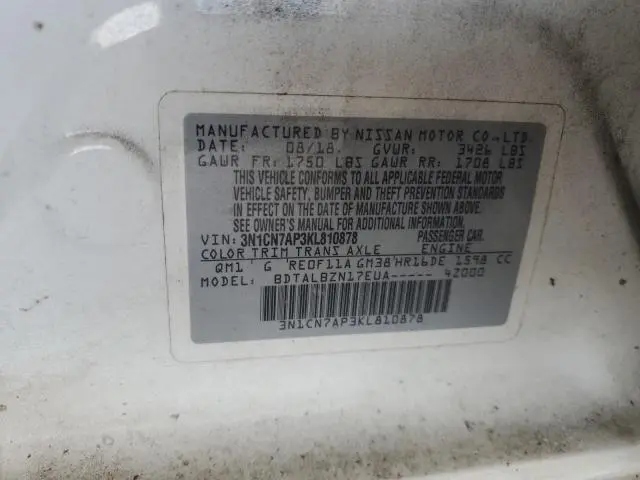 MANUFACTURED BY NISSAN MOTOR CO.,LTD.
DATE: 08/18. GVWR: 3426 LBS
GAWR FR: 1750 LBS GAWR RR: 1708 LBS
THIS VEHICLE CONFORMS TO ALL APPLICABLE FEDERAL MOTOR
VEHICLE SAFETY, BUMPER AND THEFT PREVENTION STANDARDS
IN EFFECT ON THE DATE OF MANUFACTURE SHOWN ABOVE.
SEE OWNER'S MANUAL FOR ADDITIONAL INFORMATION.
VIN: 3N1CN7AP3KL810878 PASSENGER CAR.
COLOR TRIM TRANS AXLE ENGINE
QM1 G RE0F11A GM38 HR16DE 1598 CC
MODEL: BDTALBZN17EUA----- 42000
3N1CN7AP3KL810878